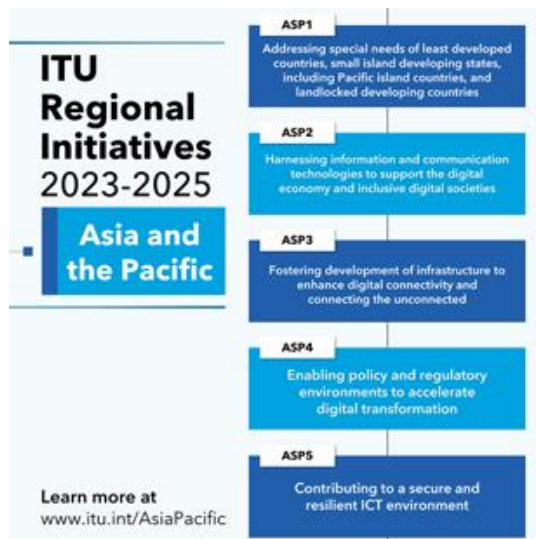 ITU
Regional
Initiatives
2023-2025
Asia and
the Pacific
ASP1
Addressing special needs of least developed
countries, small island developing states,
including Pacific island countries, and
landlocked developing countries
ASP2
Harnessing information and communication
technologies to support the digital
economy and inclusive digital societies
ASP3
Fostering development of infrastructure to
enhance digital connectivity and
connecting the unconnected
ASP4
Enabling policy and regulatory
environments to accelerate
digital transformation
ASP5
Contributing to a secure and
resilient ICT environment
Learn more at
www.itu.int/AsiaPacific